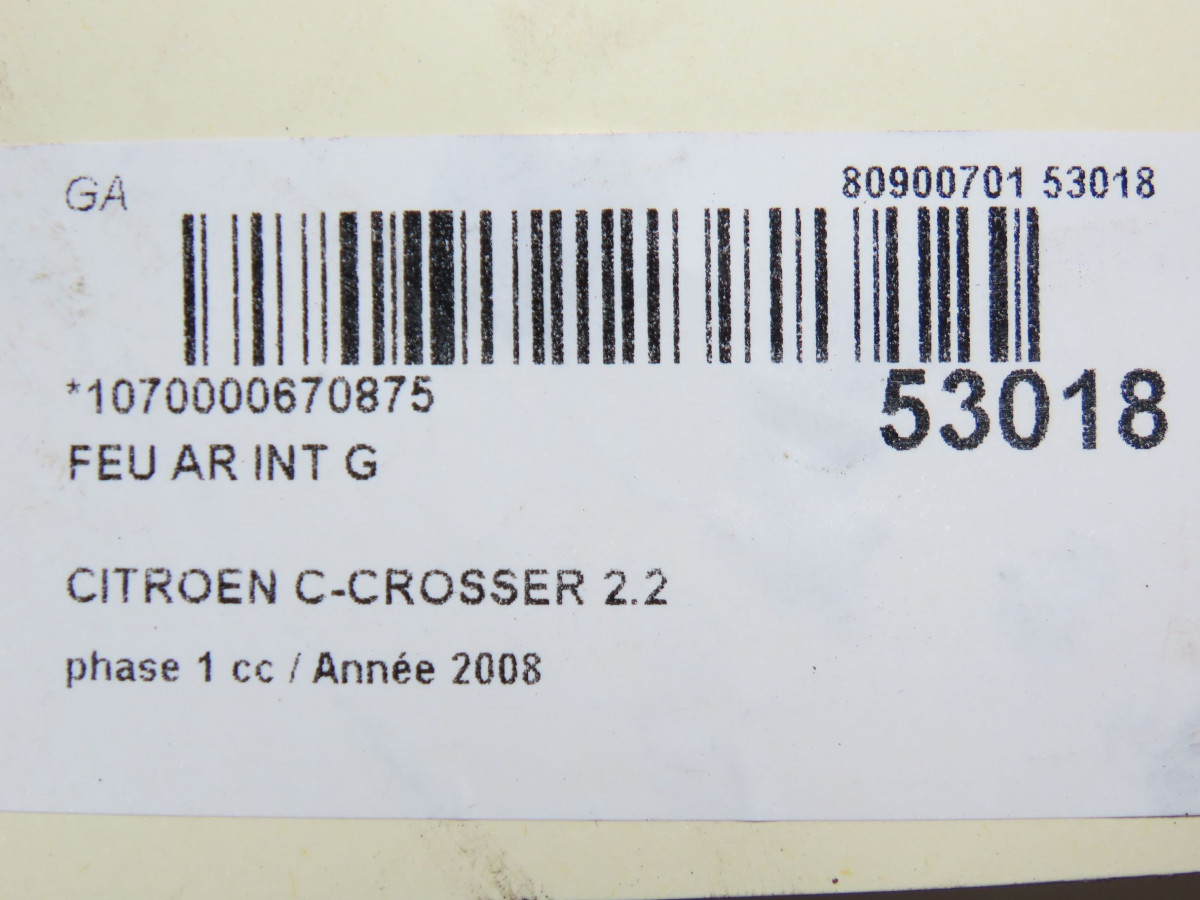 GA
80900701 53018
*1070000670875
53018
FEU AR INT G
CITROEN C-CROSSER 2.2
phase 1 cc / Année 2008